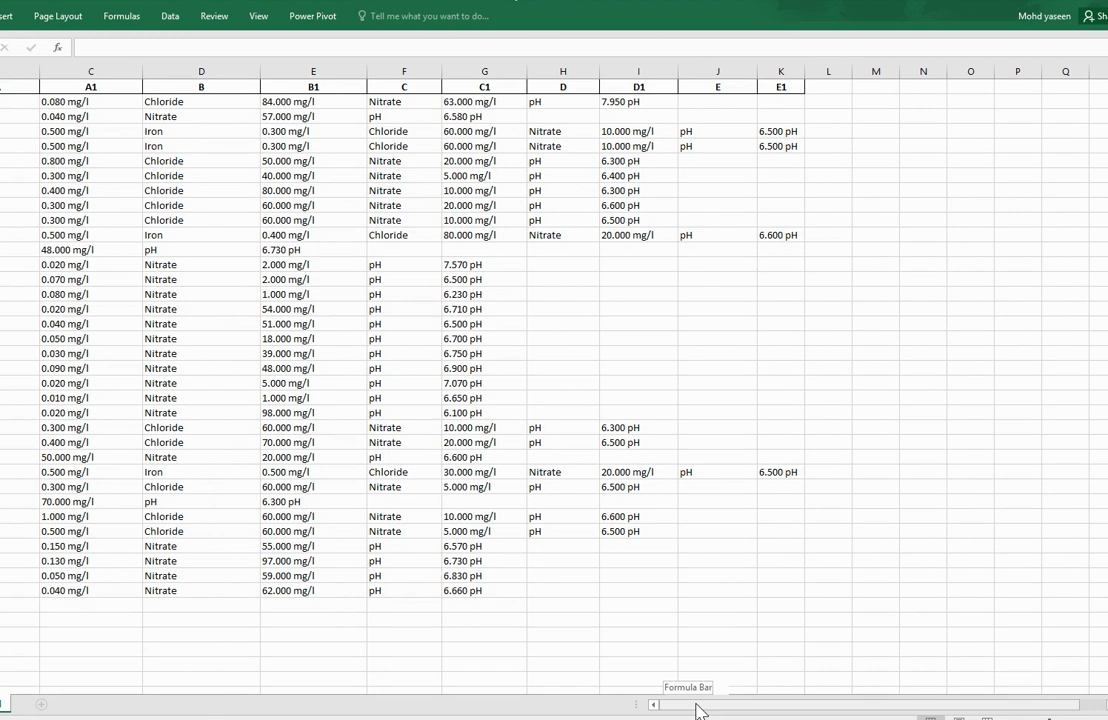 sert Page Layout Formulas Data Review View Power Pivot Tell me what you want to do... Mohd yaseen Sha
fx
C D E F G H I J K L M N O P Q
A1 B B1 C C1 D D1 E E1
0.080 mg/l Chloride 84.000 mg/l Nitrate 63.000 mg/l pH 7.950 pH
0.040 mg/l Nitrate 57.000 mg/l pH 6.580 pH
0.500 mg/l Iron 0.300 mg/l Chloride 60.000 mg/l Nitrate 10.000 mg/l pH 6.500 pH
0.500 mg/l Iron 0.300 mg/l Chloride 60.000 mg/l Nitrate 10.000 mg/l pH 6.500 pH
0.800 mg/l Chloride 50.000 mg/l Nitrate 20.000 mg/l pH 6.300 pH
0.300 mg/l Chloride 40.000 mg/l Nitrate 5.000 mg/l pH 6.400 pH
0.400 mg/l Chloride 80.000 mg/l Nitrate 10.000 mg/l pH 6.300 pH
0.300 mg/l Chloride 60.000 mg/l Nitrate 20.000 mg/l pH 6.600 pH
0.300 mg/l Chloride 60.000 mg/l Nitrate 10.000 mg/l pH 6.500 pH
0.500 mg/l Iron 0.400 mg/l Chloride 80.000 mg/l Nitrate 20.000 mg/l pH 6.600 pH
48.000 mg/l pH 6.730 pH
0.020 mg/l Nitrate 2.000 mg/l pH 7.570 pH
0.070 mg/l Nitrate 2.000 mg/l pH 6.500 pH
0.080 mg/l Nitrate 1.000 mg/l pH 6.230 pH
0.020 mg/l Nitrate 54.000 mg/l pH 6.710 pH
0.040 mg/l Nitrate 51.000 mg/l pH 6.500 pH
0.050 mg/l Nitrate 18.000 mg/l pH 6.700 pH
0.030 mg/l Nitrate 39.000 mg/l pH 6.750 pH
0.090 mg/l Nitrate 48.000 mg/l pH 6.900 pH
0.020 mg/l Nitrate 5.000 mg/l pH 7.070 pH
0.010 mg/l Nitrate 1.000 mg/l pH 6.650 pH
0.020 mg/l Nitrate 98.000 mg/l pH 6.100 pH
0.300 mg/l Chloride 60.000 mg/l Nitrate 10.000 mg/l pH 6.300 pH
0.400 mg/l Chloride 70.000 mg/l Nitrate 20.000 mg/l pH 6.500 pH
50.000 mg/l Nitrate 20.000 mg/l pH 6.600 pH
0.500 mg/l Iron 0.500 mg/l Chloride 30.000 mg/l Nitrate 20.000 mg/l pH 6.500 pH
0.300 mg/l Chloride 60.000 mg/l Nitrate 5.000 mg/l pH 6.500 pH
70.000 mg/l pH 6.300 pH
1.000 mg/l Chloride 60.000 mg/l Nitrate 10.000 mg/l pH 6.600 pH
0.500 mg/l Chloride 60.000 mg/l Nitrate 5.000 mg/l pH 6.500 pH
0.150 mg/l Nitrate 55.000 mg/l pH 6.570 pH
0.130 mg/l Nitrate 97.000 mg/l pH 6.730 pH
0.050 mg/l Nitrate 59.000 mg/l pH 6.830 pH
0.040 mg/l Nitrate 62.000 mg/l pH 6.660 pH
Formula Bar